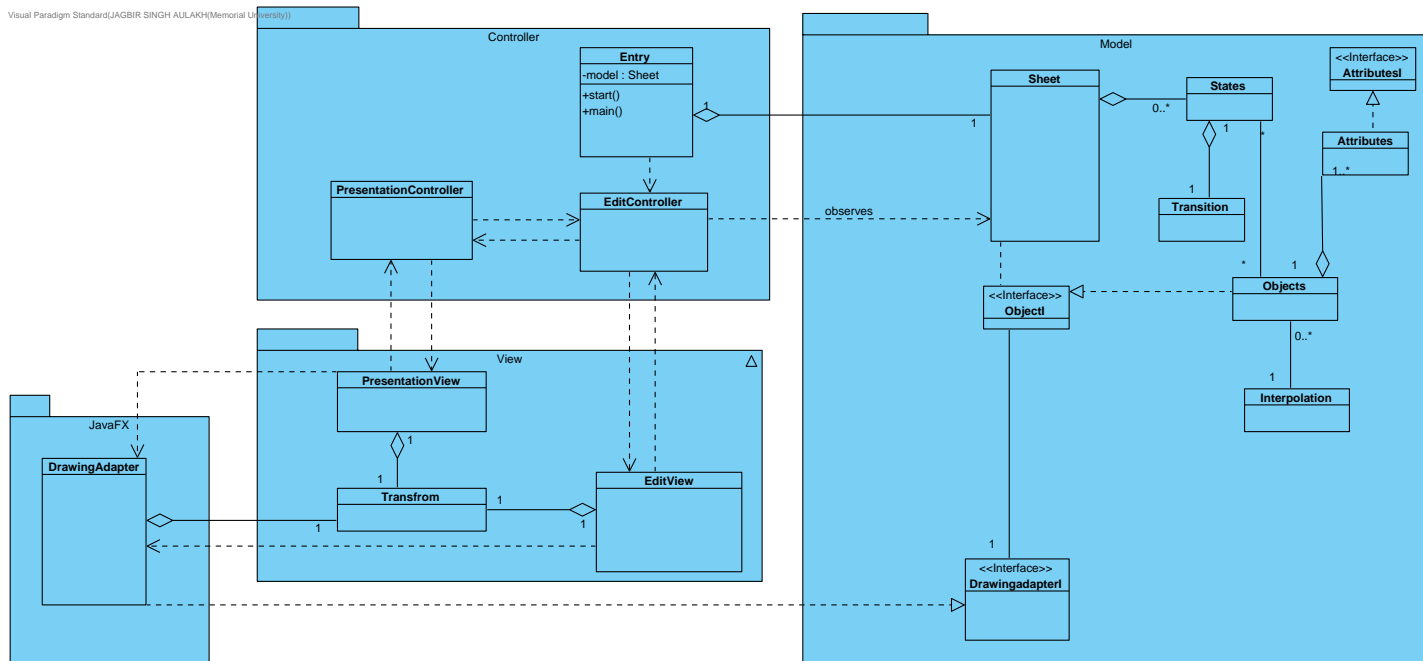 Visual Paradigm Standard(JAGBIR SINGH AULAKH(Memorial University))
Controller
Entry
-model : Sheet
+start()
+main()
1
1
PresentationController
EditController
observes
Model
Sheet
0..*
States
1
*
1
Transition
<<Interface>>
AttributesI
Attributes
1..*
*
1
Objects
<<Interface>>
ObjectI
0..*
1
Interpolation
1
<<Interface>>
DrawingadapterI
View
PresentationView
1
1
Transfrom
1
1
EditView
1
JavaFX
DrawingAdapter